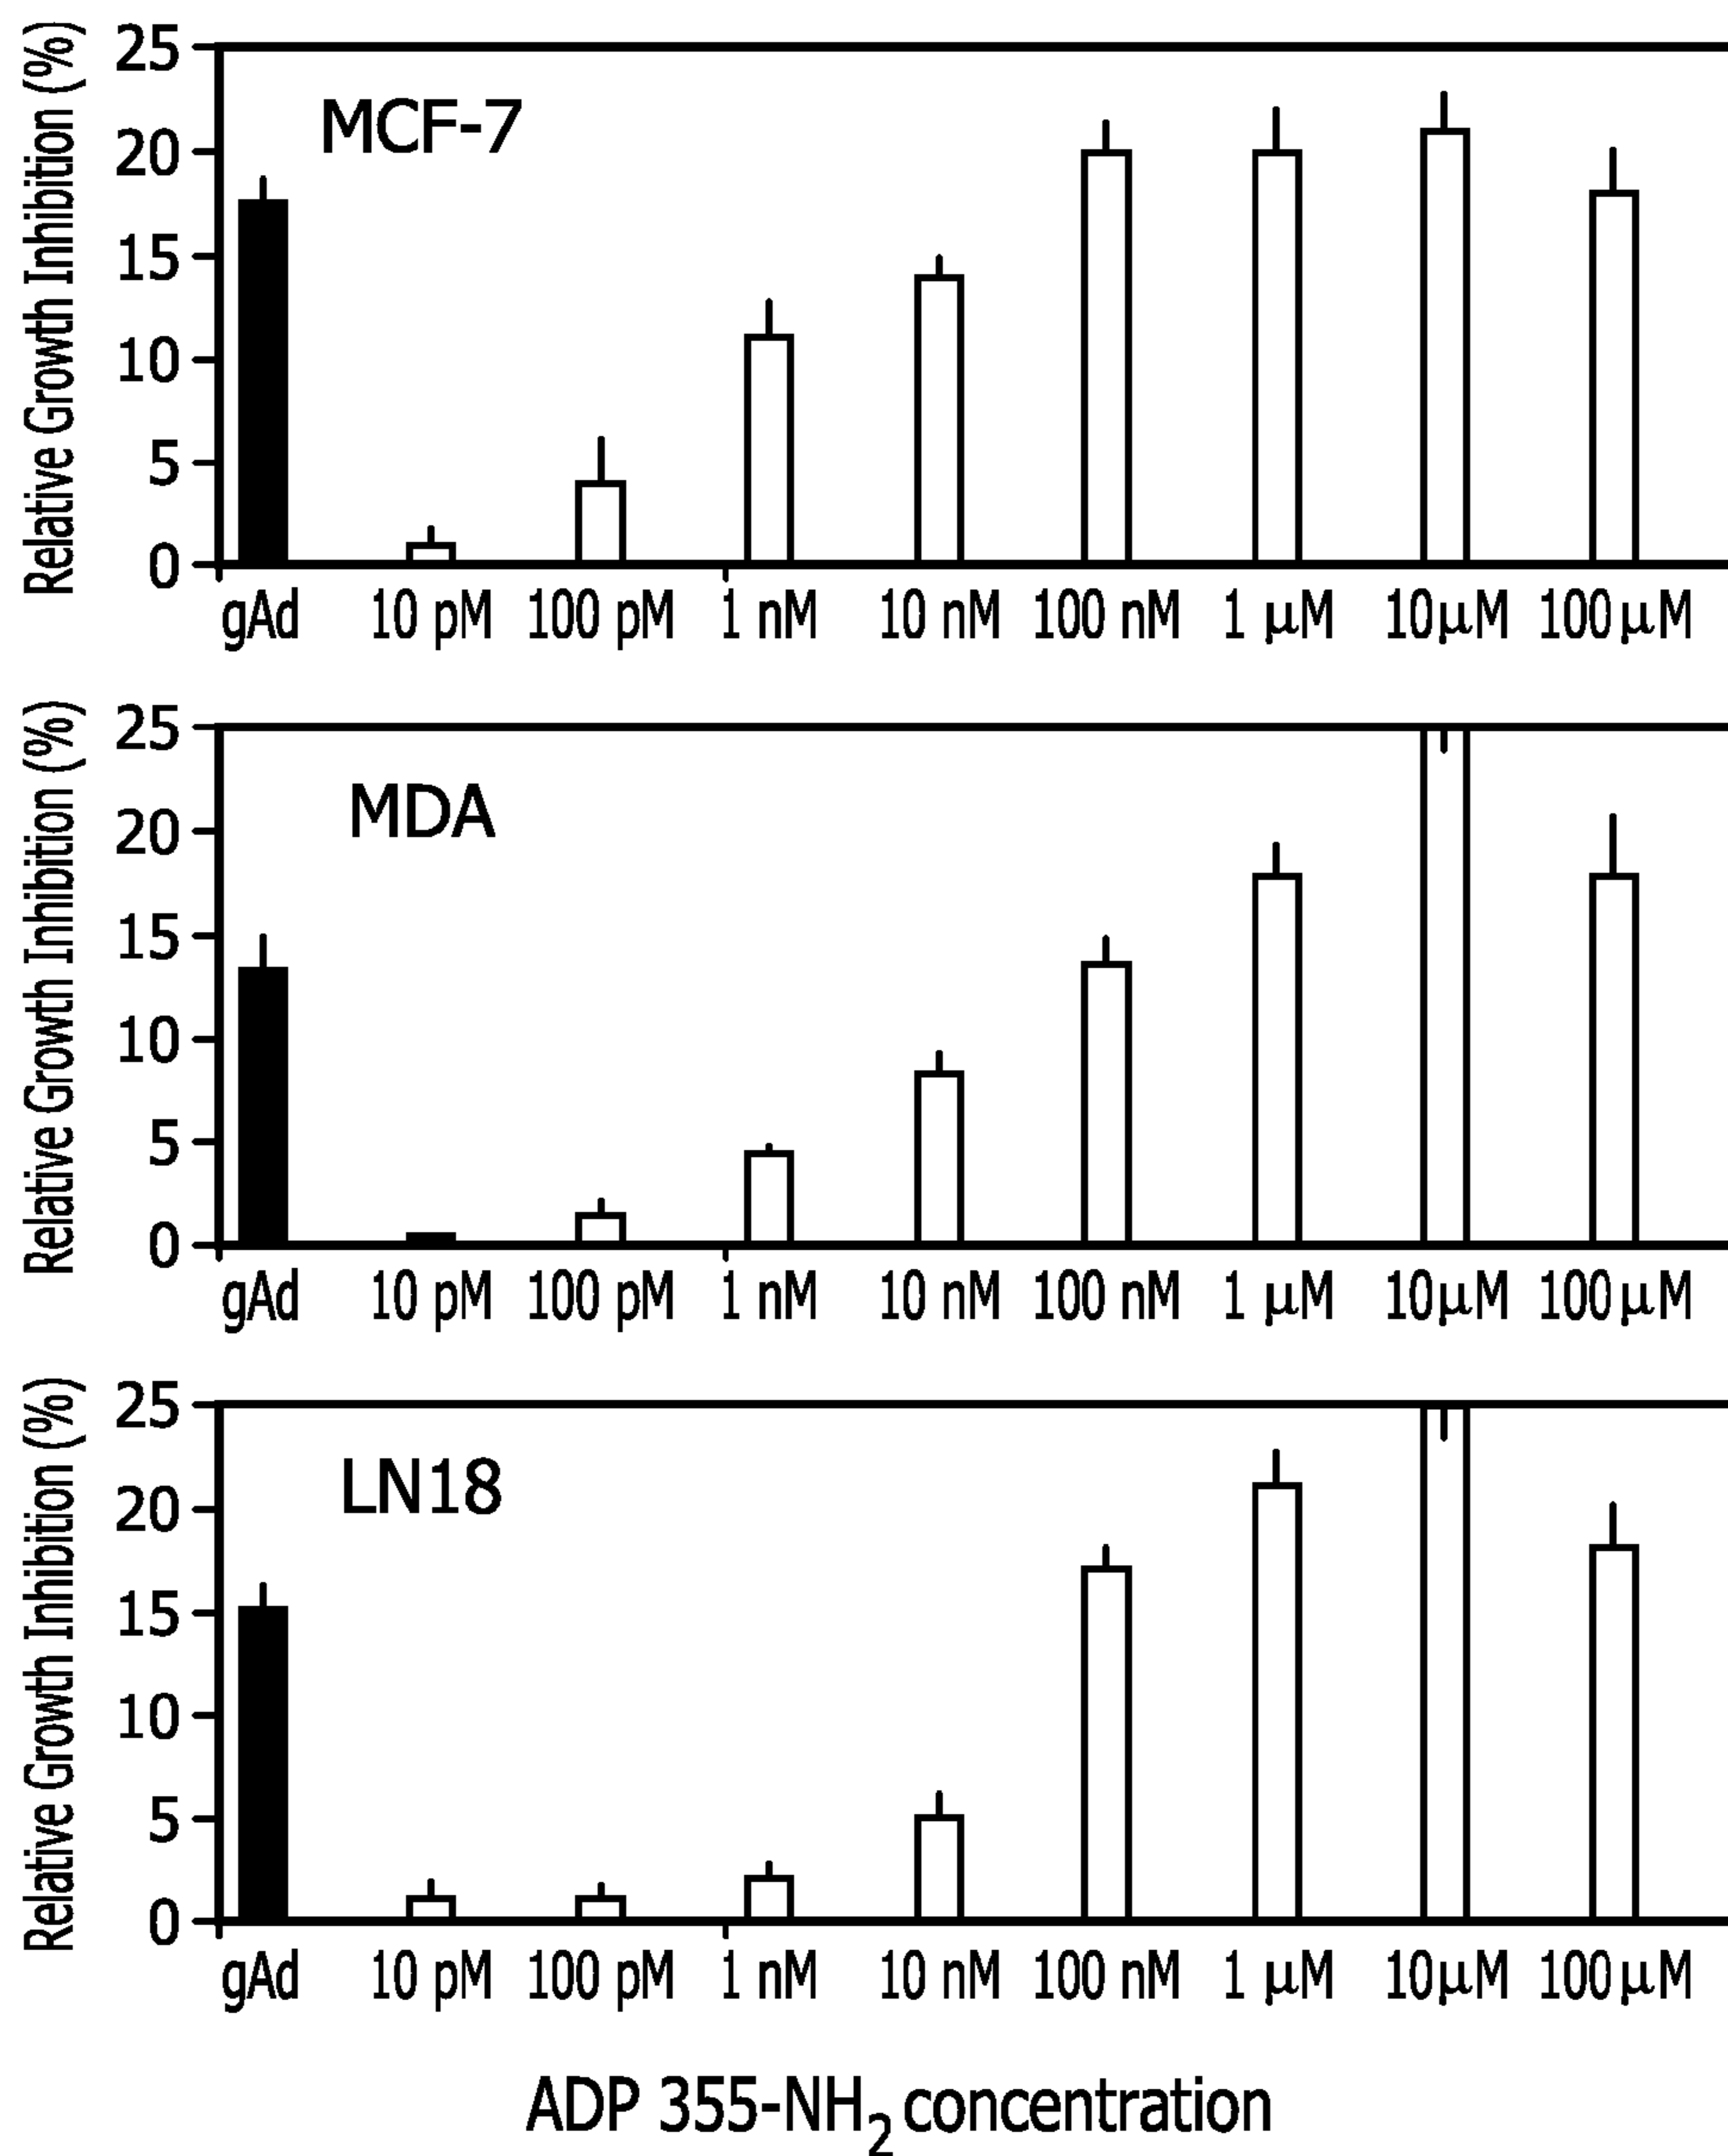 Relative Growth Inhibition (%)
25
20
15
10
5
0
MCF-7
gAd 10 pM 100 pM 1 nM 10 nM 100 nM 1 µM 10µM 100µM
Relative Growth Inhibition (%)
25
20
15
10
5
0
MDA
gAd 10 pM 100 pM 1 nM 10 nM 100 nM 1 µM 10µM 100µM
Relative Growth Inhibition (%)
25
20
15
10
5
0
LN18
gAd 10 pM 100 pM 1 nM 10 nM 100 nM 1 µM 10µM 100µM
ADP 355-NH₂ concentration